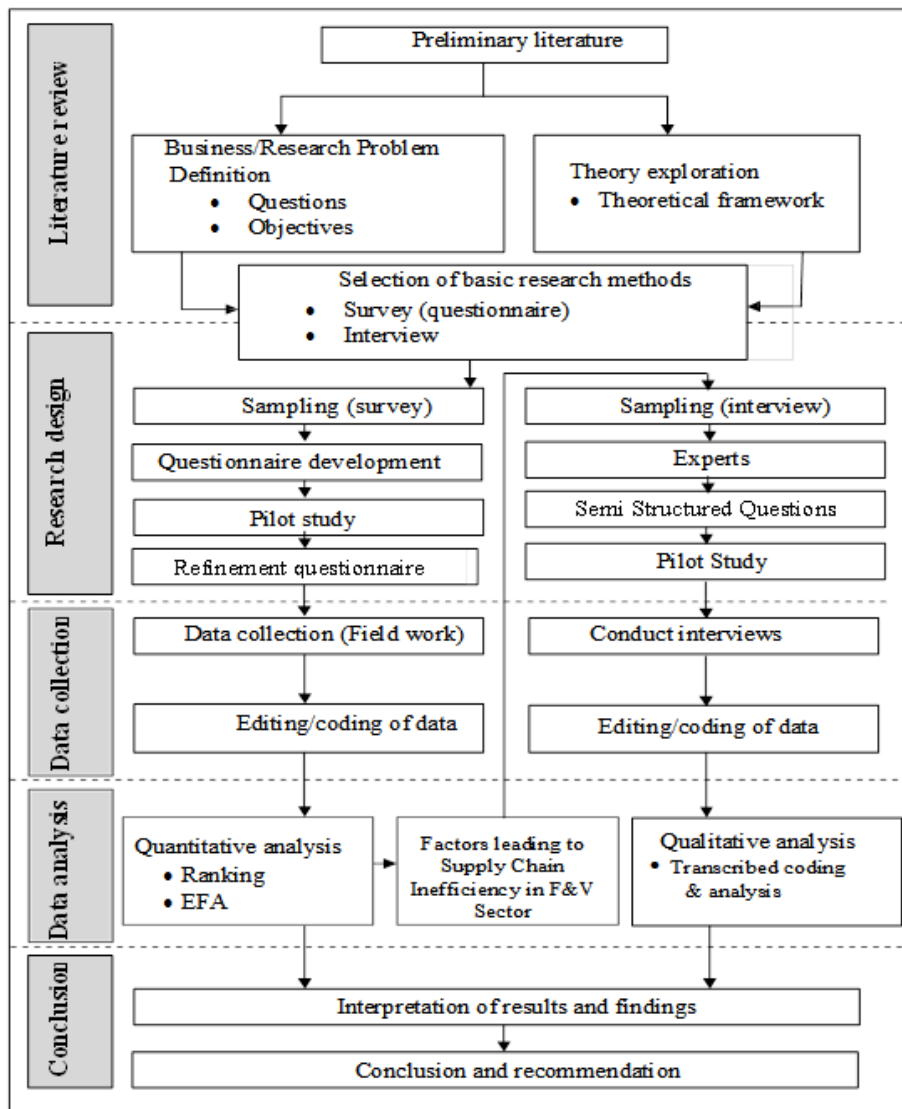 Literature review
Preliminary literature
Business/Research Problem
Definition
• Questions
• Objectives
Theory exploration
• Theoretical framework
Selection of basic research methods
• Survey (questionnaire)
• Interview
Research design
Sampling (survey)
Questionnaire development
Pilot study
Refinement questionnaire
Sampling (interview)
Experts
Semi Structured Questions
Pilot Study
Data collection
Data collection (Field work)
Editing/coding of data
Conduct interviews
Editing/coding of data
Data analysis
Quantitative analysis
• Ranking
• EFA
Factors leading to
Supply Chain
Inefficiency in F&V
Sector
Qualitative analysis
• Transcribed coding
& analysis
Conclusion
Interpretation of results and findings
Conclusion and recommendation